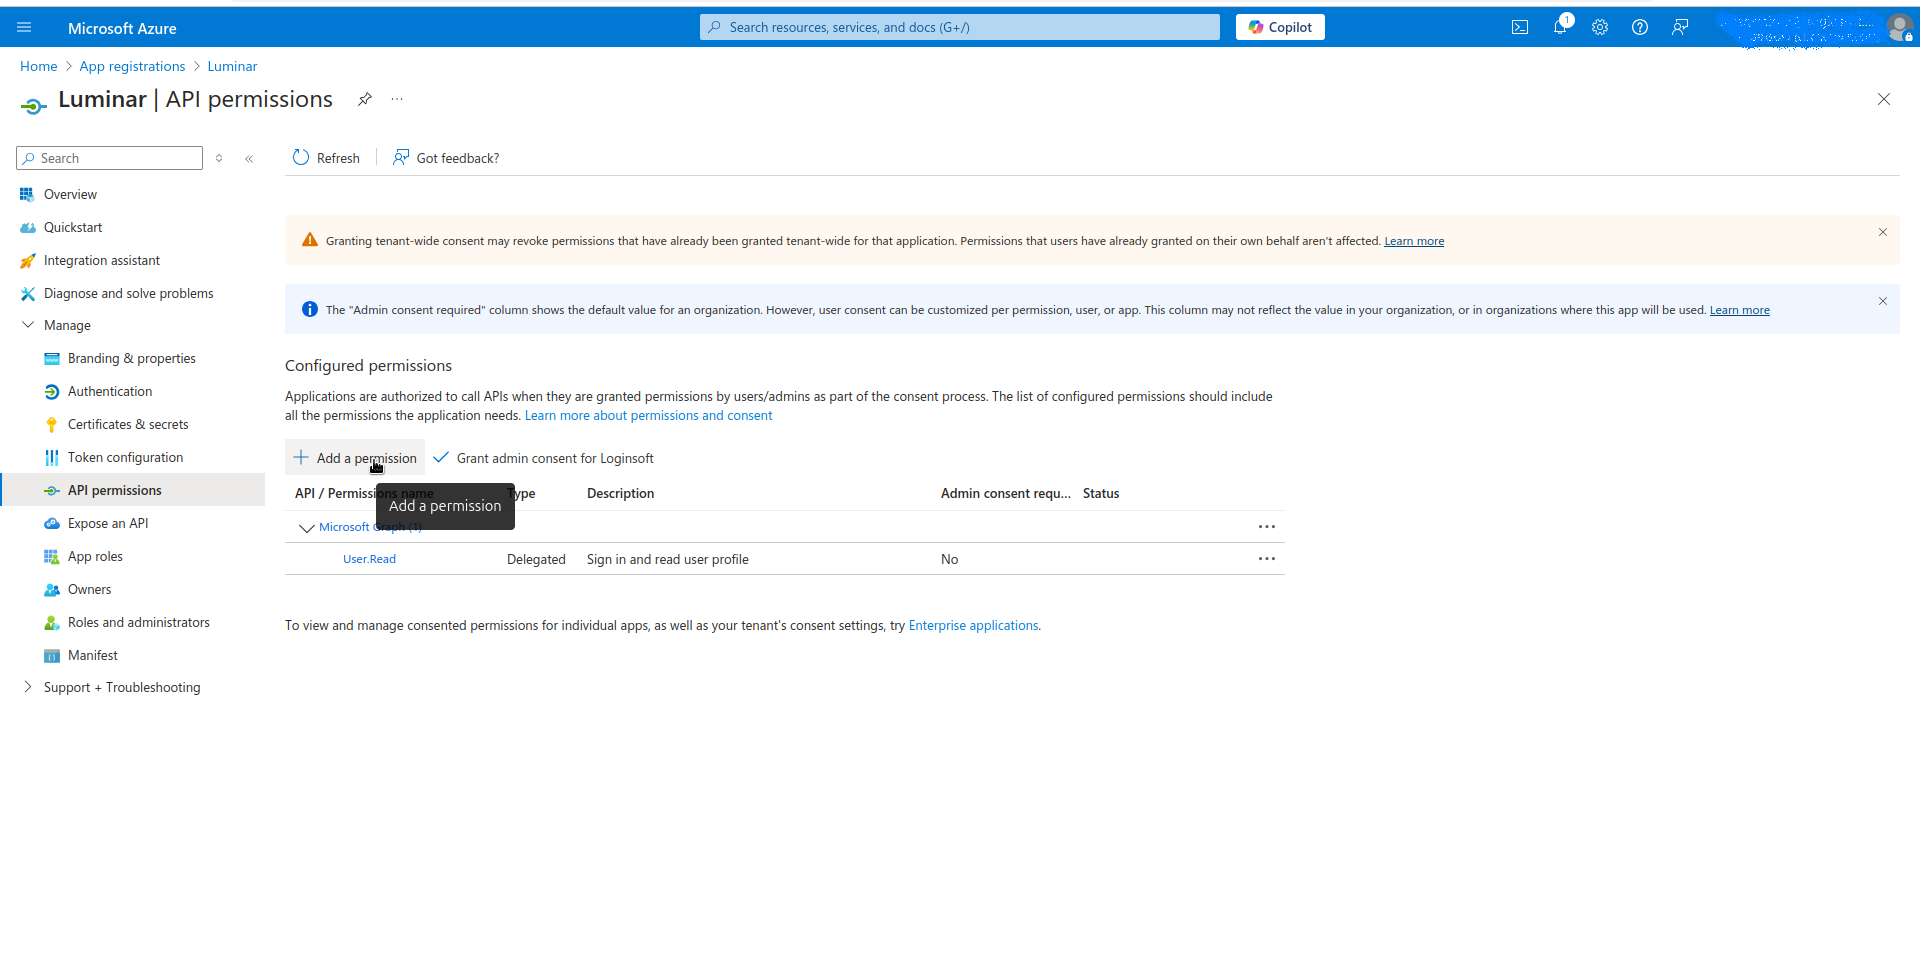 Microsoft Azure
Search resources, services, and docs (G+/)
Copilot
1
Home > App registrations > Luminar
Luminar | API permissions
Search
Refresh
Got feedback?
Overview
Quickstart
Integration assistant
Diagnose and solve problems
Manage
Branding & properties
Authentication
Certificates & secrets
Token configuration
API permissions
Expose an API
App roles
Owners
Roles and administrators
Manifest
Support + Troubleshooting
Granting tenant-wide consent may revoke permissions that have already been granted tenant-wide for that application. Permissions that users have already granted on their own behalf aren't affected. Learn more
The "Admin consent required" column shows the default value for an organization. However, user consent can be customized per permission, user, or app. This column may not reflect the value in your organization, or in organizations where this app will be used. Learn more
Configured permissions
Applications are authorized to call APIs when they are granted permissions by users/admins as part of the consent process. The list of configured permissions should include
all the permissions the application needs. Learn more about permissions and consent
Add a permission
Grant admin consent for Loginsoft
API / Permissions name Type Description Admin consent requ... Status
Add a permission
Microsoft Graph (1)
User.Read Delegated Sign in and read user profile No
To view and manage consented permissions for individual apps, as well as your tenant's consent settings, try Enterprise applications.